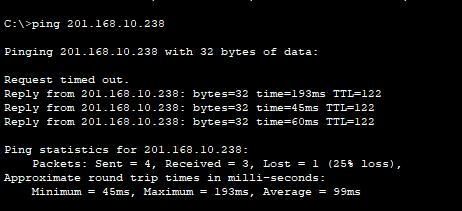 C:\>ping 201.168.10.238
Pinging 201.168.10.238 with 32 bytes of data:
Request timed out.
Reply from 201.168.10.238: bytes=32 time=193ms TTL=122
Reply from 201.168.10.238: bytes=32 time=45ms TTL=122
Reply from 201.168.10.238: bytes=32 time=60ms TTL=122
Ping statistics for 201.168.10.238:
Packets: Sent = 4, Received = 3, Lost = 1 (25% loss),
Approximate round trip times in milli-seconds:
Minimum = 45ms, Maximum = 193ms, Average = 99ms